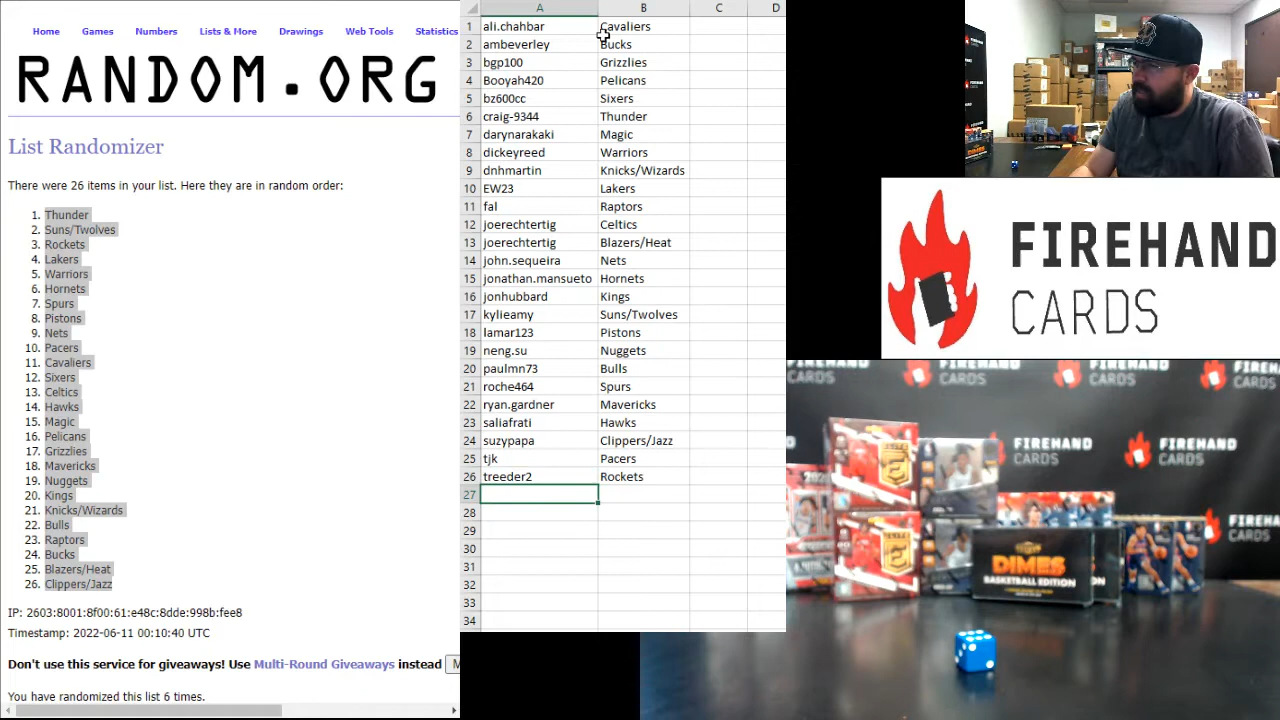 Home Games Numbers Lists & More Drawings Web Tools Statistics
RANDOM.ORG
List Randomizer
There were 26 items in your list. Here they are in random order:
1. Thunder
2. Suns/Twolves
3. Rockets
4. Lakers
5. Warriors
6. Hornets
7. Spurs
8. Pistons
9. Nets
10. Pacers
11. Cavaliers
12. Sixers
13. Celtics
14. Hawks
15. Magic
16. Pelicans
17. Grizzlies
18. Mavericks
19. Nuggets
20. Kings
21. Knicks/Wizards
22. Bulls
23. Raptors
24. Bucks
25. Blazers/Heat
26. Clippers/Jazz
IP: 2603:8001:8f00:61:e48c:8dde:998b:fee8
Timestamp: 2022-06-11 00:10:40 UTC
Don't use this service for giveaways! Use Multi-Round Giveaways instead
You have randomized this list 6 times.
A B C D
1 ali.chahbar Cavaliers
2 ambeverley Bucks
3 bgp100 Grizzlies
4 Booyah420 Pelicans
5 bz600cc Sixers
6 craig-9344 Thunder
7 darynarakaki Magic
8 dickeyreed Warriors
9 dnhmartin Knicks/Wizards
10 EW23 Lakers
11 fal Raptors
12 joerechtertig Celtics
13 joerechtertig Blazers/Heat
14 john.sequeira Nets
15 jonathan.mansueto Hornets
16 jonhubbard Kings
17 kylieamy Suns/Twolves
18 lamar123 Pistons
19 neng.su Nuggets
20 paulmn73 Bulls
21 roche464 Spurs
22 ryan.gardner Mavericks
23 saliafrati Hawks
24 suzypapa Clippers/Jazz
25 tjk Pacers
26 treeder2 Rockets
27
28
29
30
31
32
33
34
FIREHAND
CARDS
FIREHAND
CARDS
FIREHAND
CARDS
FIREHAND
CARDS
DIMES
BASKETBALL EDITION